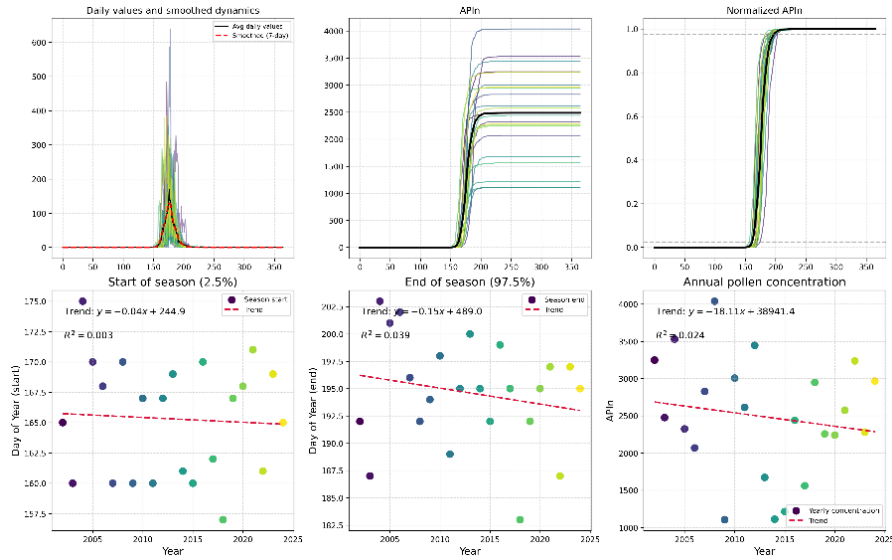 Daily values and smoothed dynamics
APIn
Normalized APIn
Avg daily values
Smoothed (7-day)
600
500
400
300
200
100
0
0 50 100 150 200 250 300 350
4000
3500
3000
2500
2000
1500
1000
500
0
0 50 100 150 200 250 300 350
1.0
0.8
0.6
0.4
0.2
0.0
0 50 100 150 200 250 300 350
Start of season (2.5%)
End of season (97.5%)
Annual pollen concentration
Season start
Trend
Trend: y=−0.04x+244.9
R²=0.003
175.0
172.5
170.0
167.5
165.0
162.5
160.0
157.5
Day of Year (start)
2005 2010 2015 2020 2025
Year
Season end
Trend
Trend: y=−0.15x+489.0
R²=0.039
202.5
200.0
197.5
195.0
192.5
190.0
187.5
185.0
162.5
Day of Year (end)
2005 2010 2015 2020 2025
Year
Trend: y=−18.11x+38941.4
R²=0.024
4000
3500
3000
2500
2000
1500
1000
APIn
Yearly concentration
Trend
2005 2010 2015 2020 2025
Year